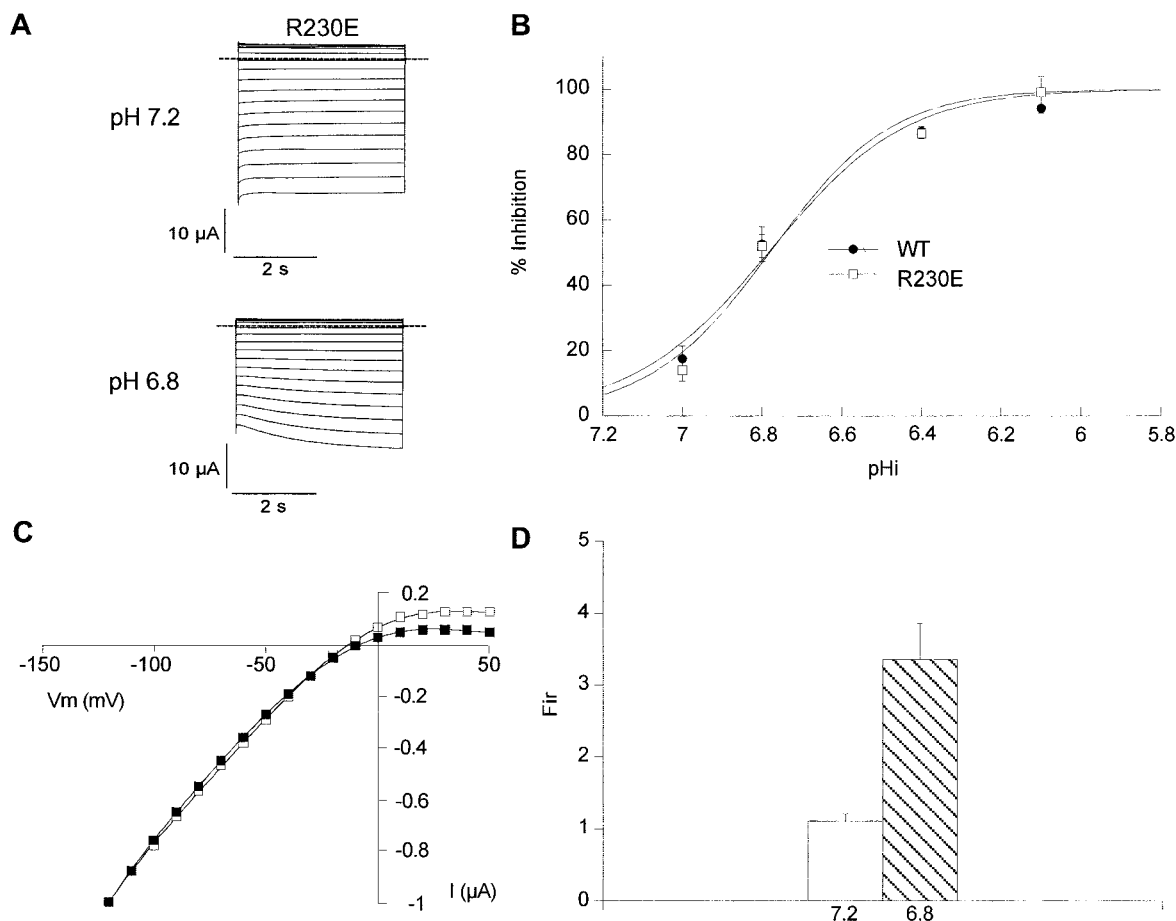 A
R230E
pH 7.2
10 µA
2 s
pH 6.8
10 µA
2 s
B
100
80
60
40
20
0
% Inhibition
WT
R230E
7.2 7 6.8 6.6 6.4 6.2 6 5.8
pHi
C
0.2
-150 -100 -50 50
Vm (mV)
-0.2
-0.4
-0.6
-0.8
-1
I (µA)
D
5
4
3
2
1
0
Fir
7.2 6.8